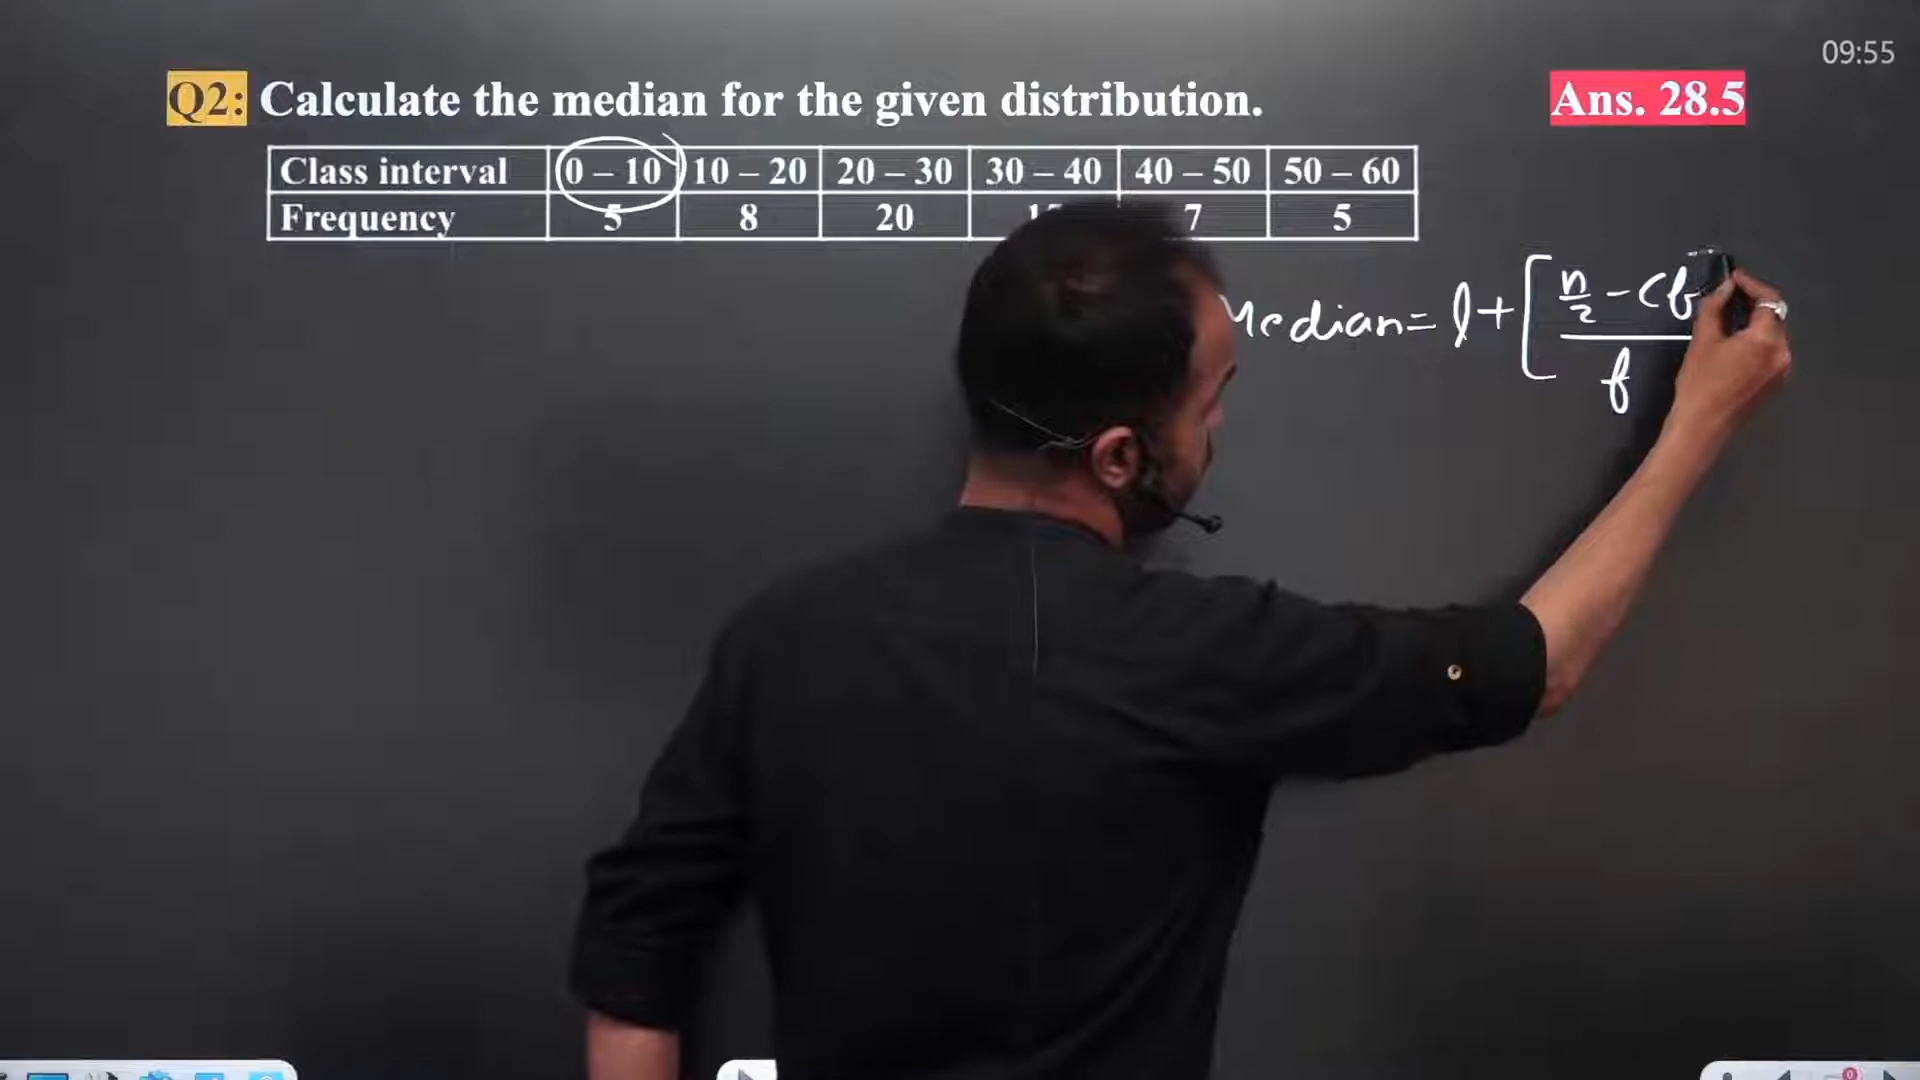 09:55
Q2: Calculate the median for the given distribution. Ans. 28.5
Class interval 0 – 10 10 – 20 20 – 30 30 – 40 40 – 50 50 – 60
Frequency 5 8 20 7 5
Median = l + [ n/2 - cf / f